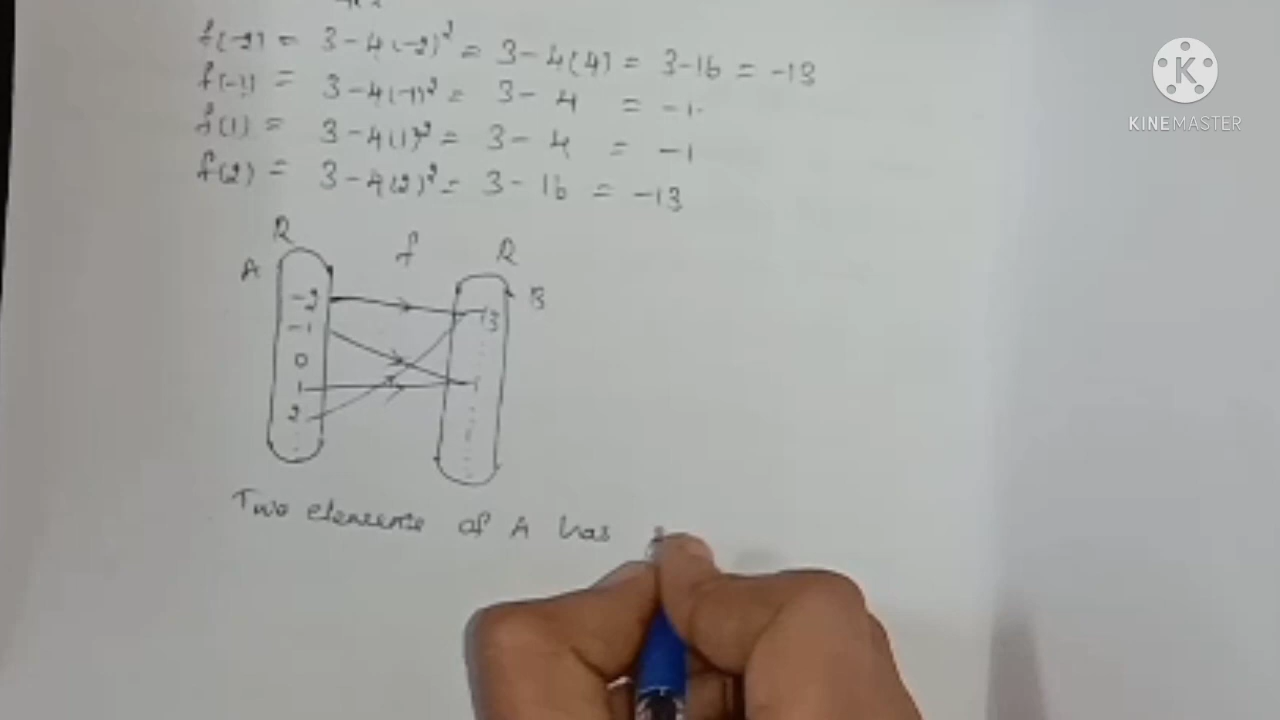 f(-2) = 3-4(-2)² = 3-4(4) = 3-16 = -13
f(-1) = 3-4(-1)² = 3-4 = -1.
f(1) = 3-4(1)² = 3-4 = -1
f(2) = 3-4(2)² = 3-16 = -13
R f R
A B
-2 -13
-1
0
1 -1
2
Two elements of A has
KINEMASTER